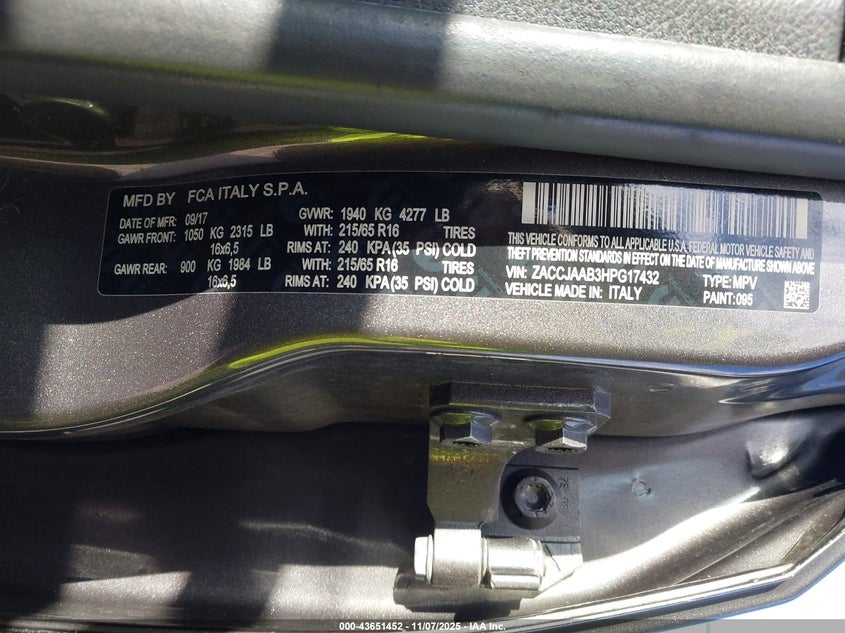 MFD BY FCA ITALY S.P.A.
DATE OF MFR: 09/17 GVWR: 1940 KG 4277 LB
GAWR FRONT: 1050 KG 2315 LB WITH: 215/65 R16 TIRES
16x6,5 RIMS AT: 240 KPA(35 PSI) COLD
GAWR REAR: 900 KG 1984 LB WITH: 215/65 R16 TIRES
16x6,5 RIMS AT: 240 KPA(35 PSI) COLD
THIS VEHICLE CONFORMS TO ALL APPLICABLE U.S.A. FEDERAL MOTOR VEHICLE SAFETY AND
THEFT PREVENTION STANDARDS IN EFFECT ON THE DATE OF MANUFACTURE SHOWN ABOVE.
VIN: ZACCJAAB3HPG17432 TYPE: MPV
VEHICLE MADE IN: ITALY PAINT: 095
000-43651452 - 11/07/2025 - IAA Inc.